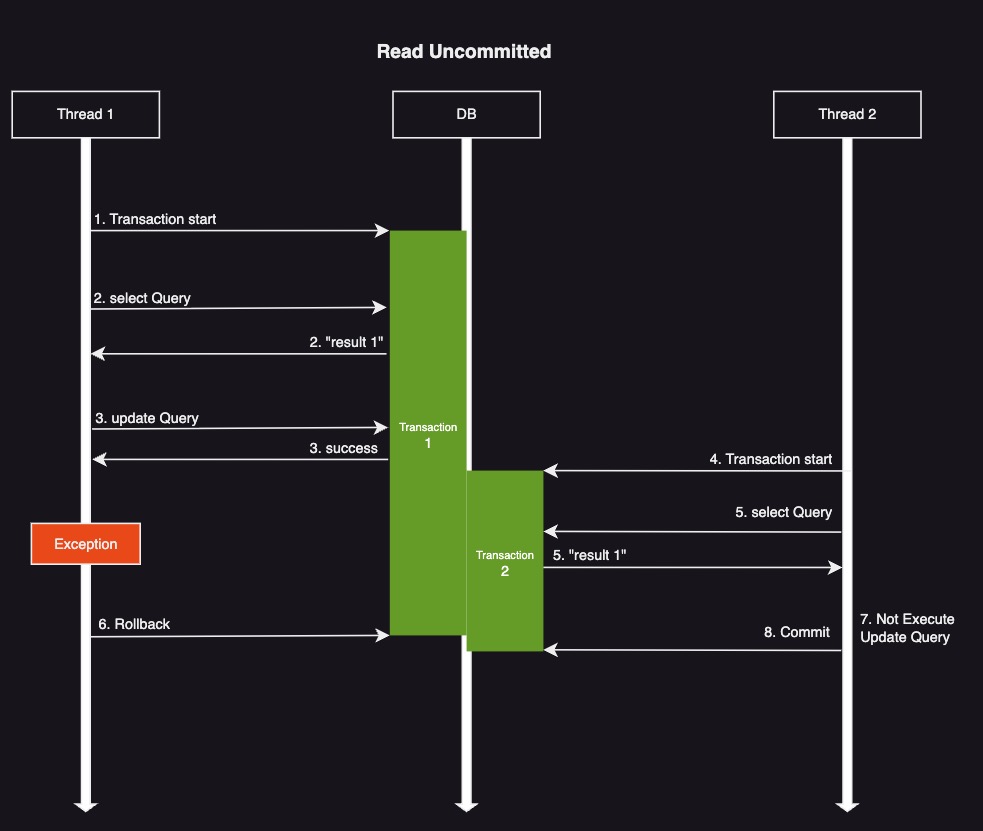 Read Uncommitted
Thread 1
DB
Thread 2
1. Transaction start
2. select Query
2. "result 1"
3. update Query
Transaction
1
3. success
4. Transaction start
5. select Query
Exception
5. "result 1"
Transaction
2
6. Rollback
7. Not Execute
Update Query
8. Commit